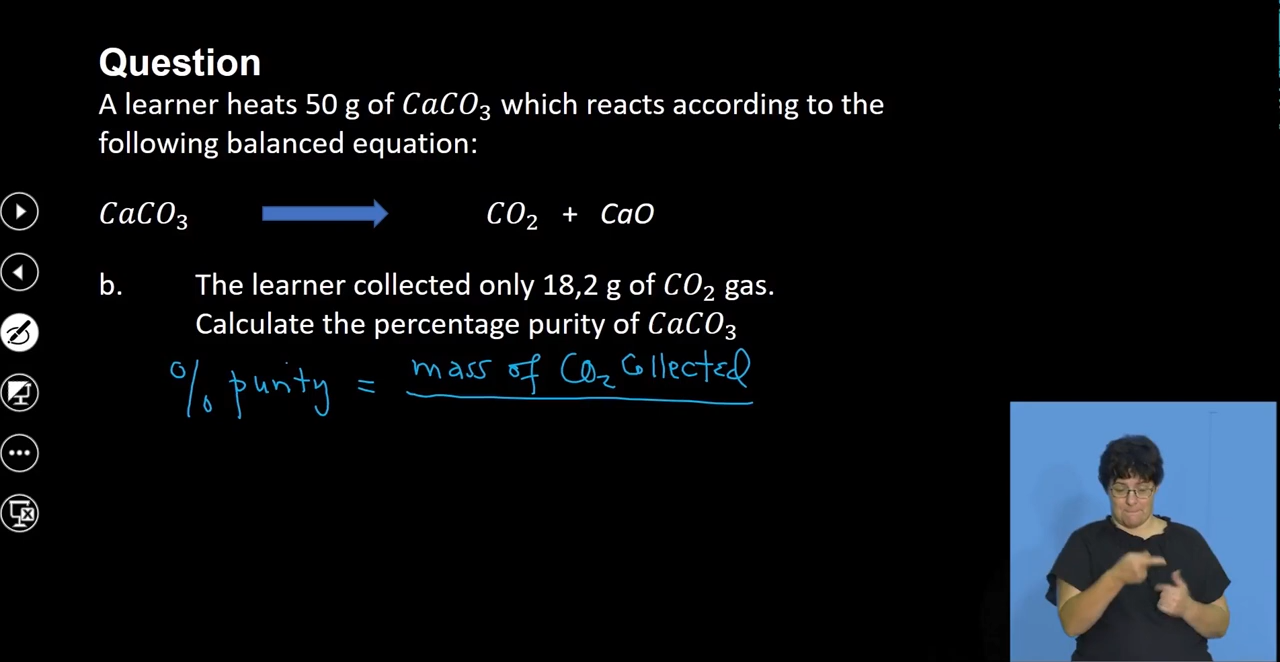 Question
A learner heats 50 g of CaCO₃ which reacts according to the
following balanced equation:
CaCO₃ CO₂ + CaO
b. The learner collected only 18,2 g of CO₂ gas.
Calculate the percentage purity of CaCO₃
% purity = mass of CO₂ Collected